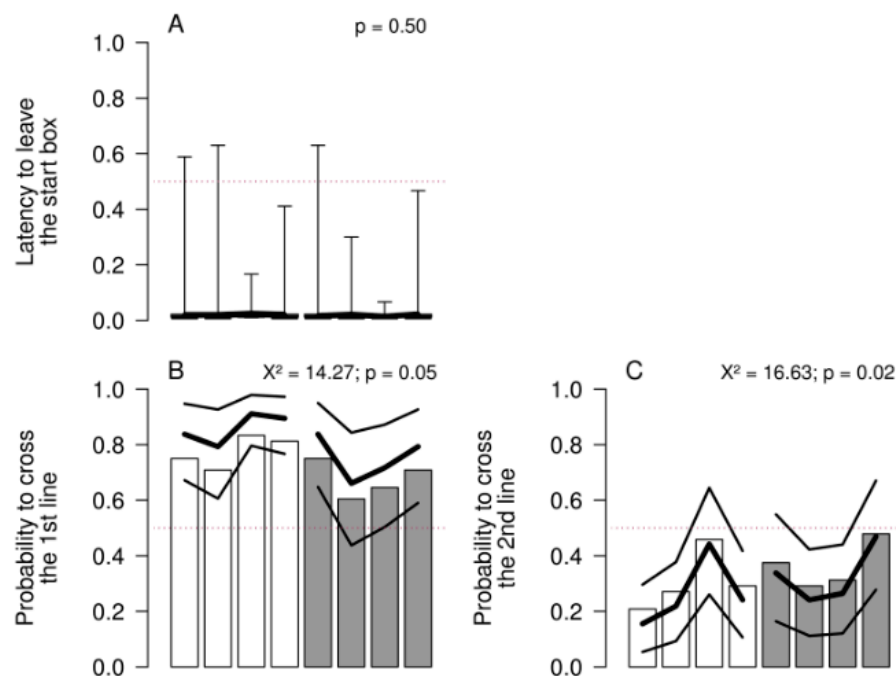 A
p = 0.50
Latency to leave
the start box
1.0
0.8
0.6
0.4
0.2
0.0
B
X² = 14.27; p = 0.05
Probability to cross
the 1st line
1.0
0.8
0.6
0.4
0.2
0.0
C
X² = 16.63; p = 0.02
Probability to cross
the 2nd line
1.0
0.8
0.6
0.4
0.2
0.0